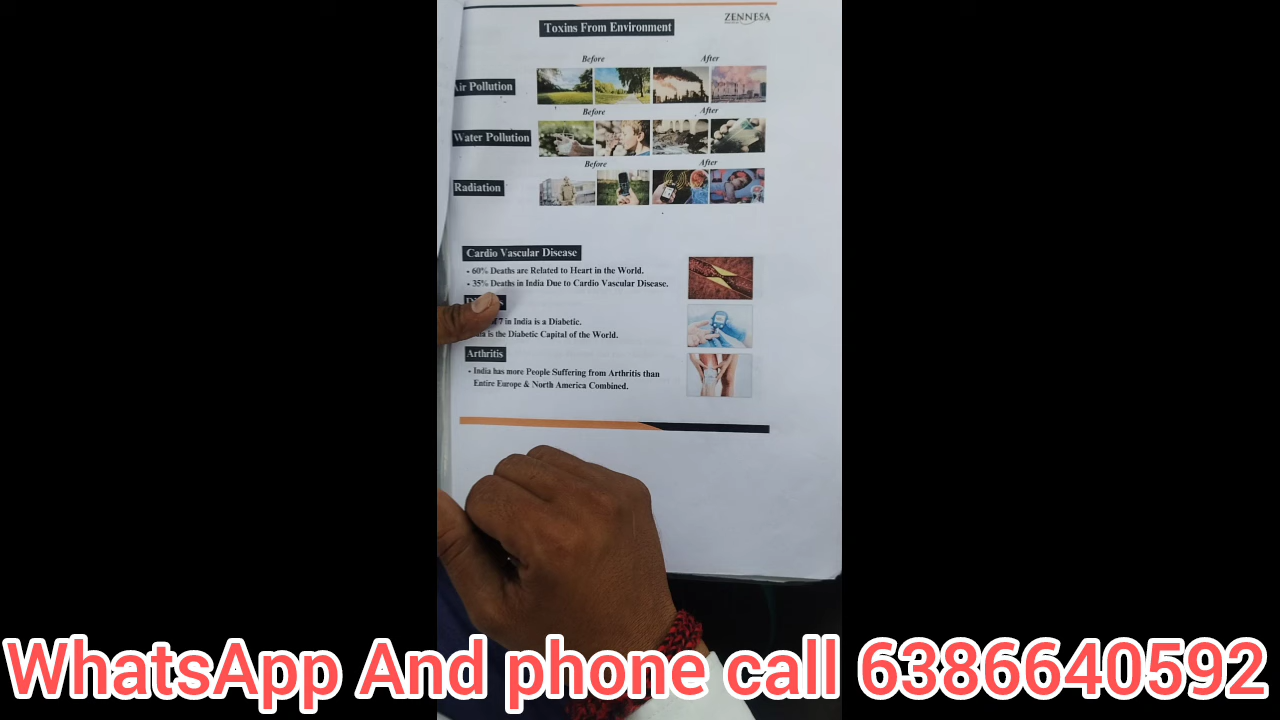 ZENNESA
Toxins From Environment
Before After
Air Pollution
Before After
Water Pollution
Before After
Radiation
Cardio Vascular Disease
- 60% Deaths are Related to Heart in the World.
- 35% Deaths in India Due to Cardio Vascular Disease.
7 in India is a Diabetic.
is the Diabetic Capital of the World.
Arthritis
- India has more People Suffering from Arthritis than
Entire Europe & North America Combined.
WhatsApp And phone call 6386640592